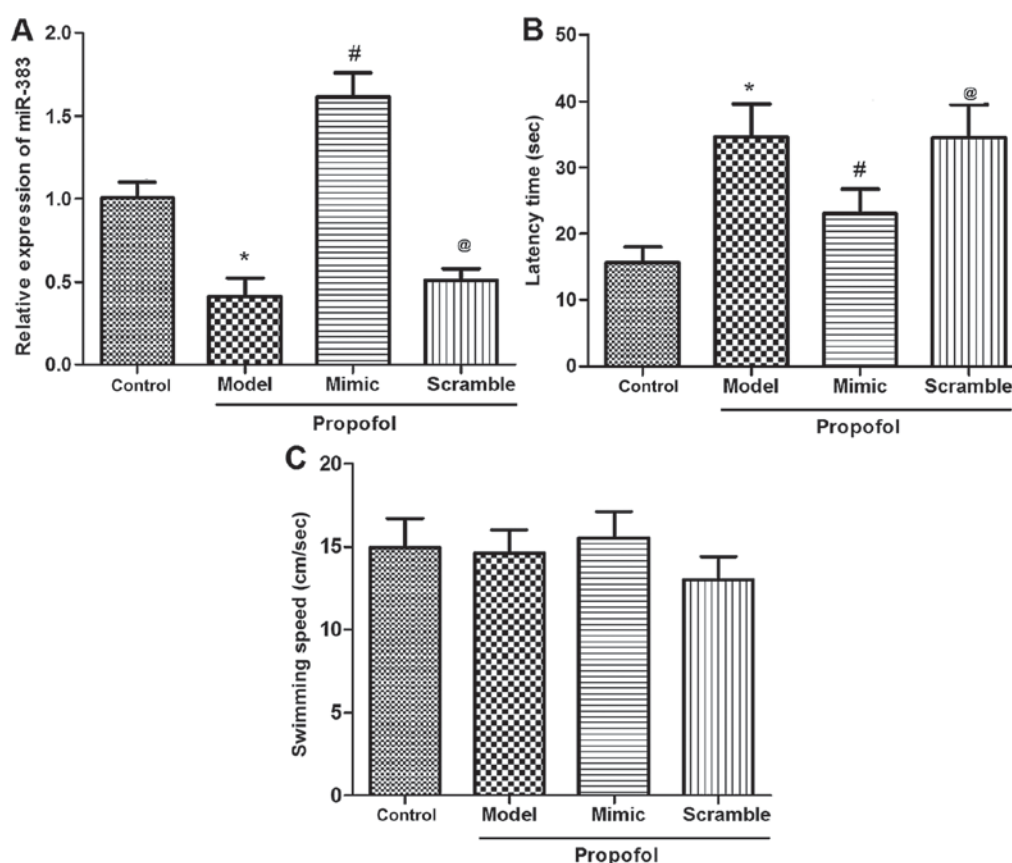 A
Relative expression of miR-383
2.0
1.5
1.0
0.5
0.0
*
#
@
Control Model Mimic Scramble
Propofol
B
Latency time (sec)
50
40
30
20
10
0
*
#
@
Control Model Mimic Scramble
Propofol
C
Swimming speed (cm/sec)
20
15
10
5
0
Control Model Mimic Scramble
Propofol